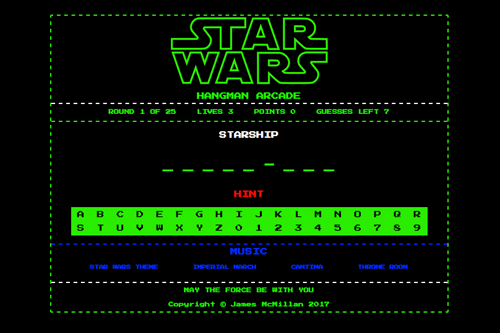 STAR
WARS
HANGMAN ARCADE
ROUND 1 OF 25 LIVES 3 POINTS 0 GUESSES LEFT 7
STARSHIP
_ _ _ _ _ - _ _ _
HINT
A B C D E F G H I J K L M N O P Q R
S T U V W X Y Z 0 1 2 3 4 5 6 7 8 9
MUSIC
STAR WARS THEME IMPERIAL MARCH CANTINA THRONE ROOM
MAY THE FORCE BE WITH YOU
Copyright © James McMillan 2017